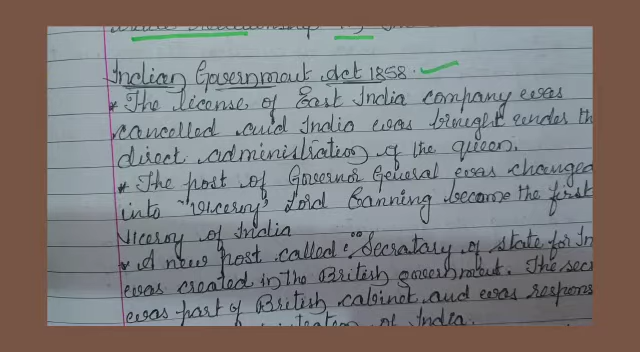 Indian Government Act 1858.
* The license of East India company was
cancelled and India was brought under th
direct administration of the queen.
* The post of Governor General was changed
into "Viceroy" Lord Canning become the first
Viceroy of India
* A new post called "Secratary of state for In
was created in the British government. The secr
was part of British cabinet and was respons
of India.